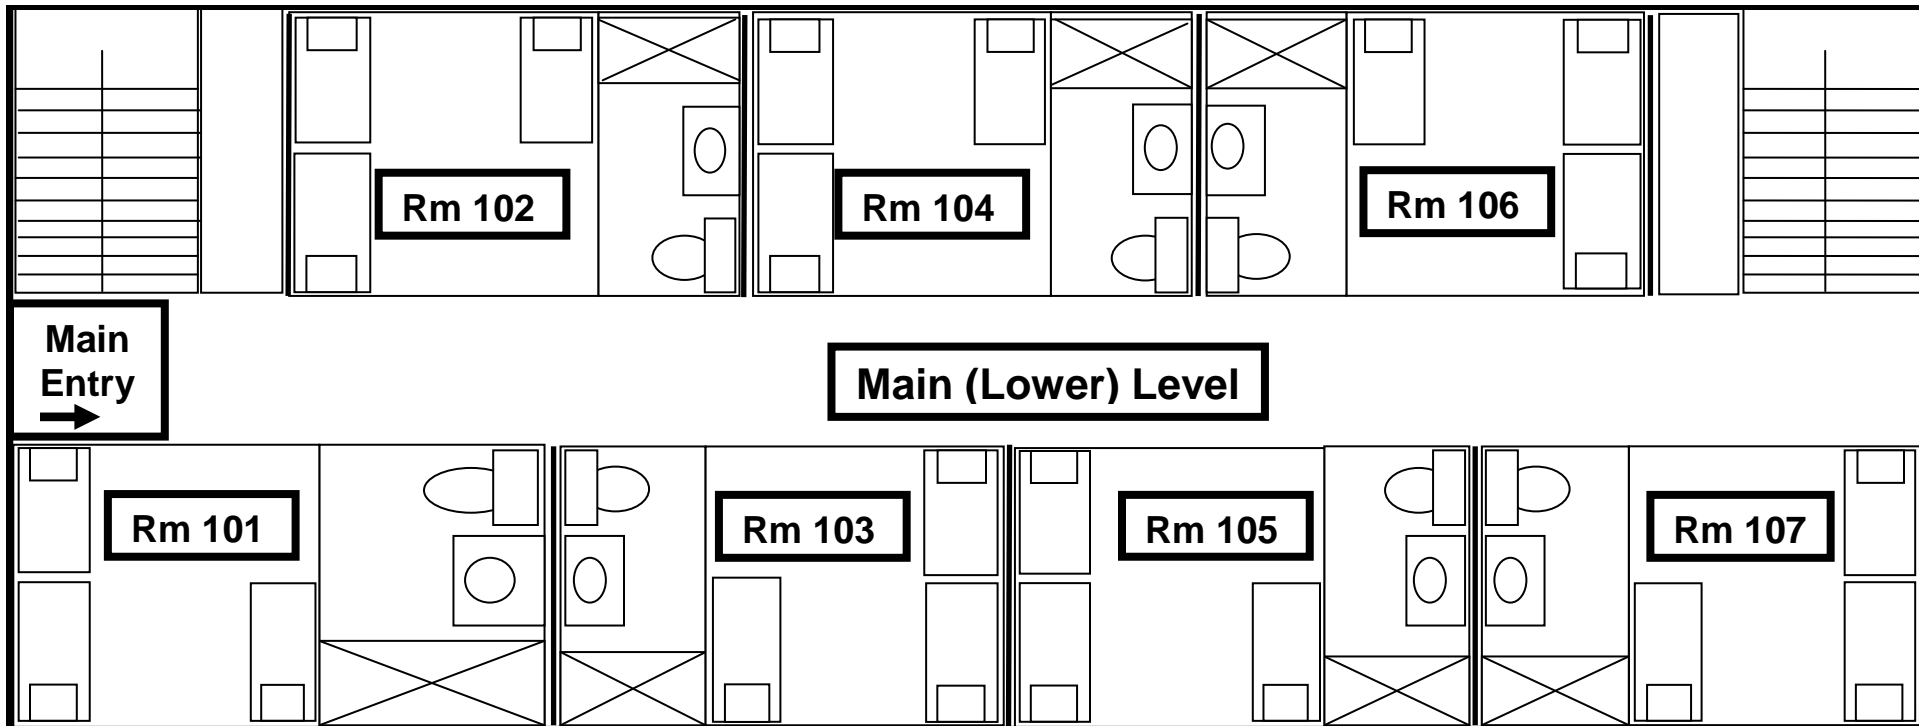 Rm 102
Rm 104
Rm 106
Main
Entry
Main (Lower) Level
Rm 101
Rm 103
Rm 105
Rm 107